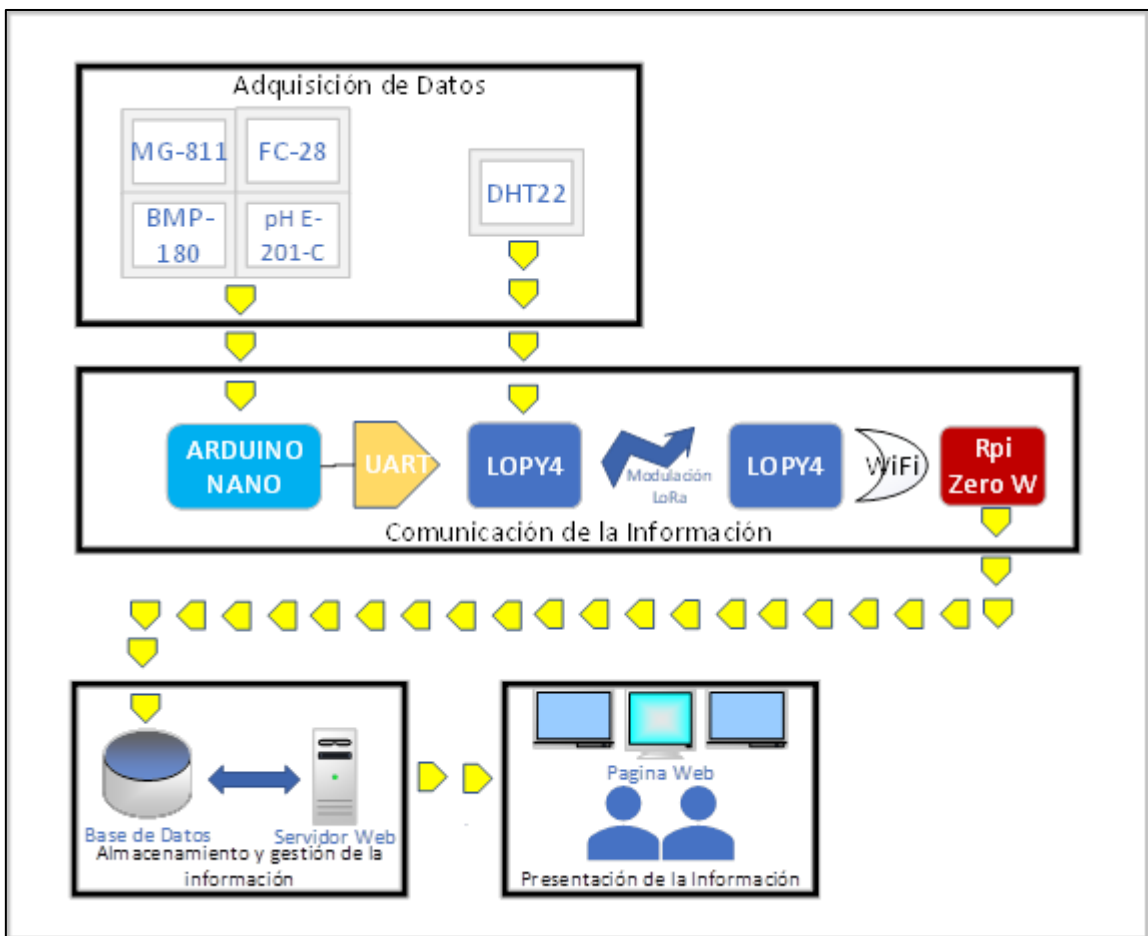 Adquisición de Datos
MG-811
FC-28
BMP-
180
pH E-
201-C
DHT22
ARDUINO
NANO
UART
LOPY4
Modulación
LoRa
LOPY4
WiFi
Rpi
Zero W
Comunicación de la Información
Base de Datos
Servidor Web
Almacenamiento y gestión de la
información
Pagina Web
Presentación de la Información